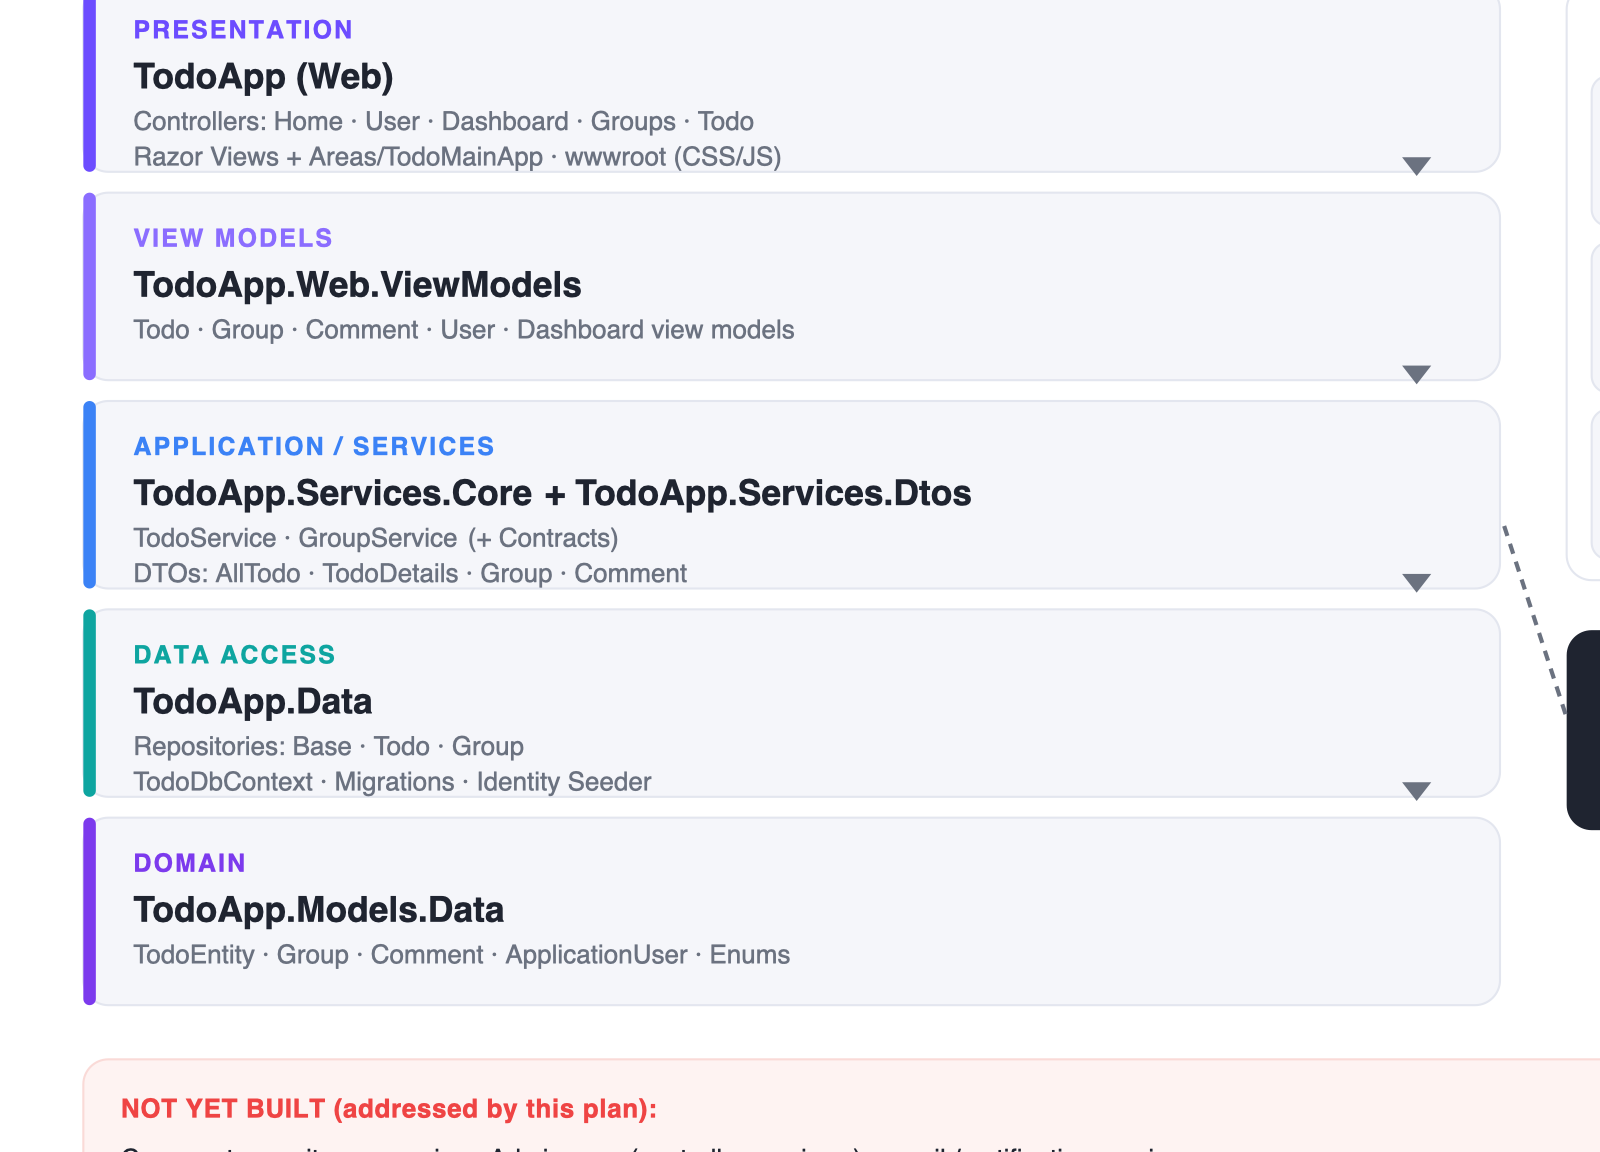 PRESENTATION
TodoApp (Web)
Controllers: Home · User · Dashboard · Groups · Todo
Razor Views + Areas/TodoMainApp · wwwroot (CSS/JS)
VIEW MODELS
TodoApp.Web.ViewModels
Todo · Group · Comment · User · Dashboard view models
APPLICATION / SERVICES
TodoApp.Services.Core + TodoApp.Services.Dtos
TodoService · GroupService (+ Contracts)
DTOs: AllTodo · TodoDetails · Group · Comment
DATA ACCESS
TodoApp.Data
Repositories: Base · Todo · Group
TodoDbContext · Migrations · Identity Seeder
DOMAIN
TodoApp.Models.Data
TodoEntity · Group · Comment · ApplicationUser · Enums
NOT YET BUILT (addressed by this plan):